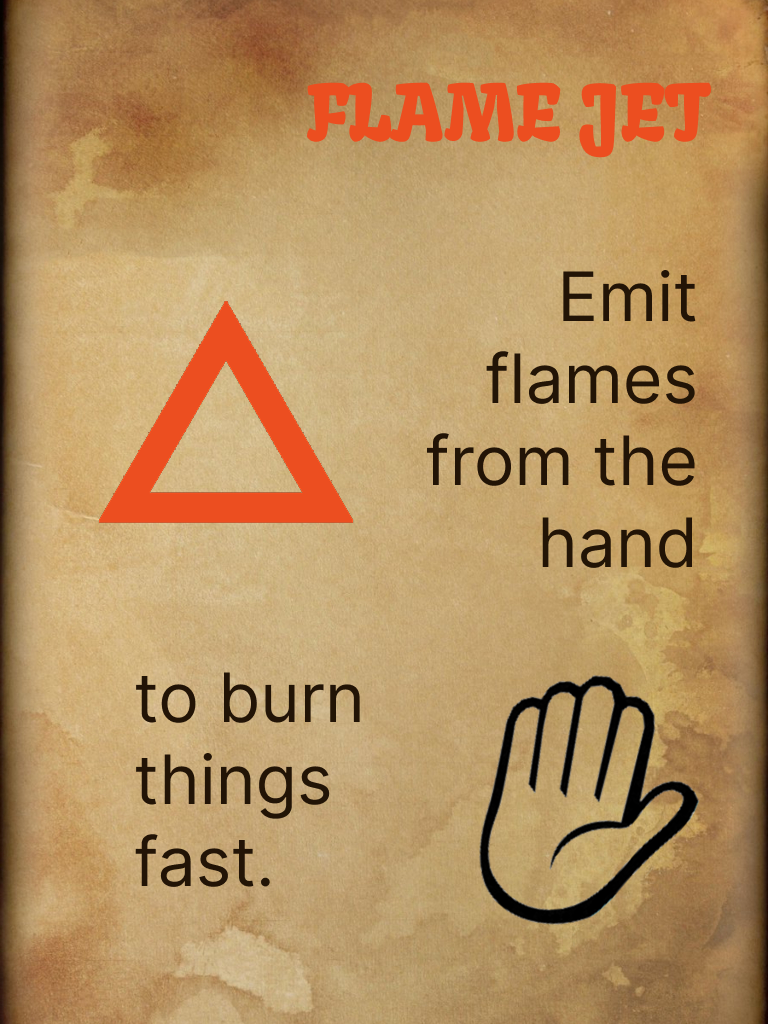 FLAME JET
Emit
flames
from the
hand
to burn
things
fast.